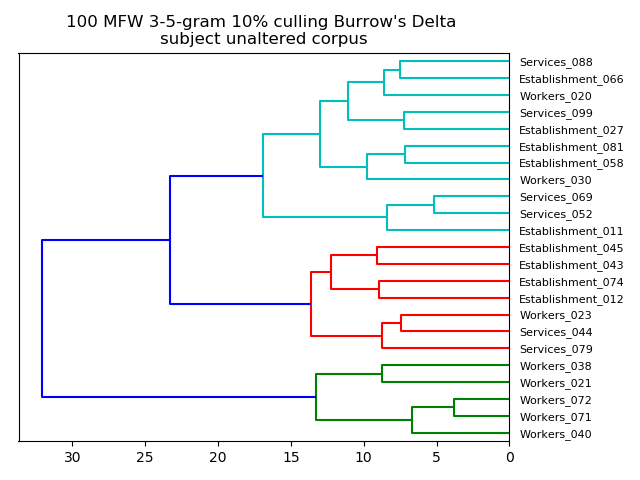 100 MFW 3-5-gram 10% culling Burrow's Delta
subject unaltered corpus
Services_088
Establishment_066
Workers_020
Services_099
Establishment_027
Establishment_081
Establishment_058
Workers_030
Services_069
Services_052
Establishment_011
Establishment_045
Establishment_043
Establishment_074
Establishment_012
Workers_023
Services_044
Services_079
Workers_038
Workers_021
Workers_072
Workers_071
Workers_040
30 25 20 15 10 5 0